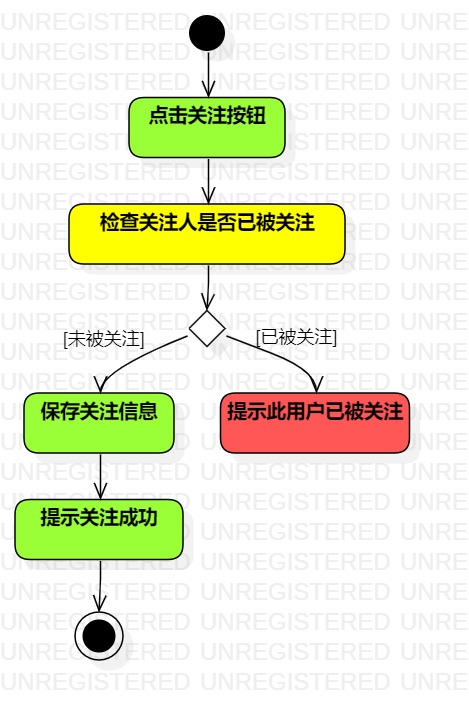 点击关注按钮
检查关注人是否已被关注
[未被关注]
[已被关注]
保存关注信息
提示此用户已被关注
提示关注成功
UNREGISTERED